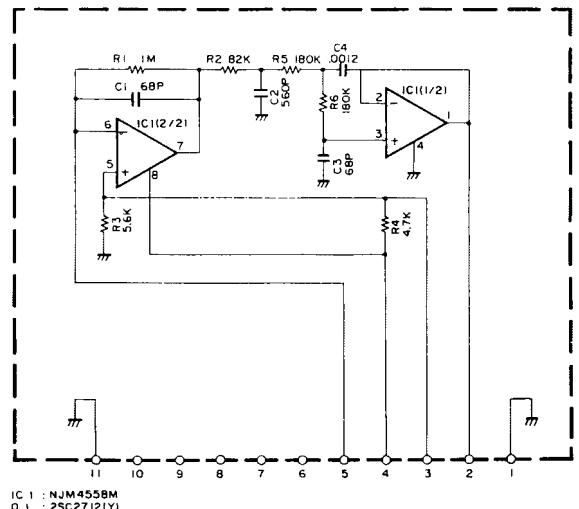 R1 1M
R2 82K
R5 180K
C4
.0012
C1 68P
C2
560P
R6
180K
IC1(1/2)
2
1
IC1(2/2)
6
7
3
4
5
8
C3
68P
R3
5.6K
R4
4.7K
11 10 9 8 7 6 5 4 3 2 1
IC 1 : NJM4558M
Q 1 : 2SC2712(Y)